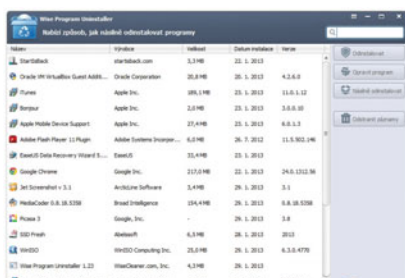 Wise Program Uninstaller
Nabízí způsob, jak násilně odinstalovat programy
Název Výrobce Velikost Datum instalace Verze
StartIsBack startisback.com 3,3 MB 22. 1. 2013
Oracle VM VirtualBox Guest Additi... Oracle Corporation 20,8 MB 20. 1. 2013 4.2.6.0
iTunes Apple Inc. 189,1 MB 23. 1. 2013 11.0.1.12
Bonjour Apple Inc. 2,0 MB 23. 1. 2013 3.0.0.10
Apple Mobile Device Support Apple Inc. 27,4 MB 23. 1. 2013 6.0.1.3
Adobe Flash Player 11 Plugin Adobe Systems Incorpor... 6,0 MB 26. 7. 2012 11.5.502.146
EaseUS Data Recovery Wizard 5.... EaseUS 33,4 MB 23. 1. 2013
Google Chrome Google Inc. 217,0 MB 22. 1. 2013 24.0.1312.56
Jet Screenshot v 3.1 ArcticLine Software 3,4 MB 29. 1. 2013 3.1
MediaCoder 0.8.18.5358 Broad Intelligence 154,4 MB 29. 1. 2013 0.8.18.5358
Picasa 3 Google, Inc. - 29. 1. 2013 3.8
SSD Fresh Abelssoft 6,5 MB 28. 1. 2013 2013
WinISO WinISO Computing Inc. 25,0 MB 29. 1. 2013 6.3.0.4770
Wise Program Uninstaller 1.23 WiseCleaner.com, Inc. 4,3 MB 29. 1. 2013
Odinstalovat
Opravit program
Násilně odinstalovat
Odstranit záznamy